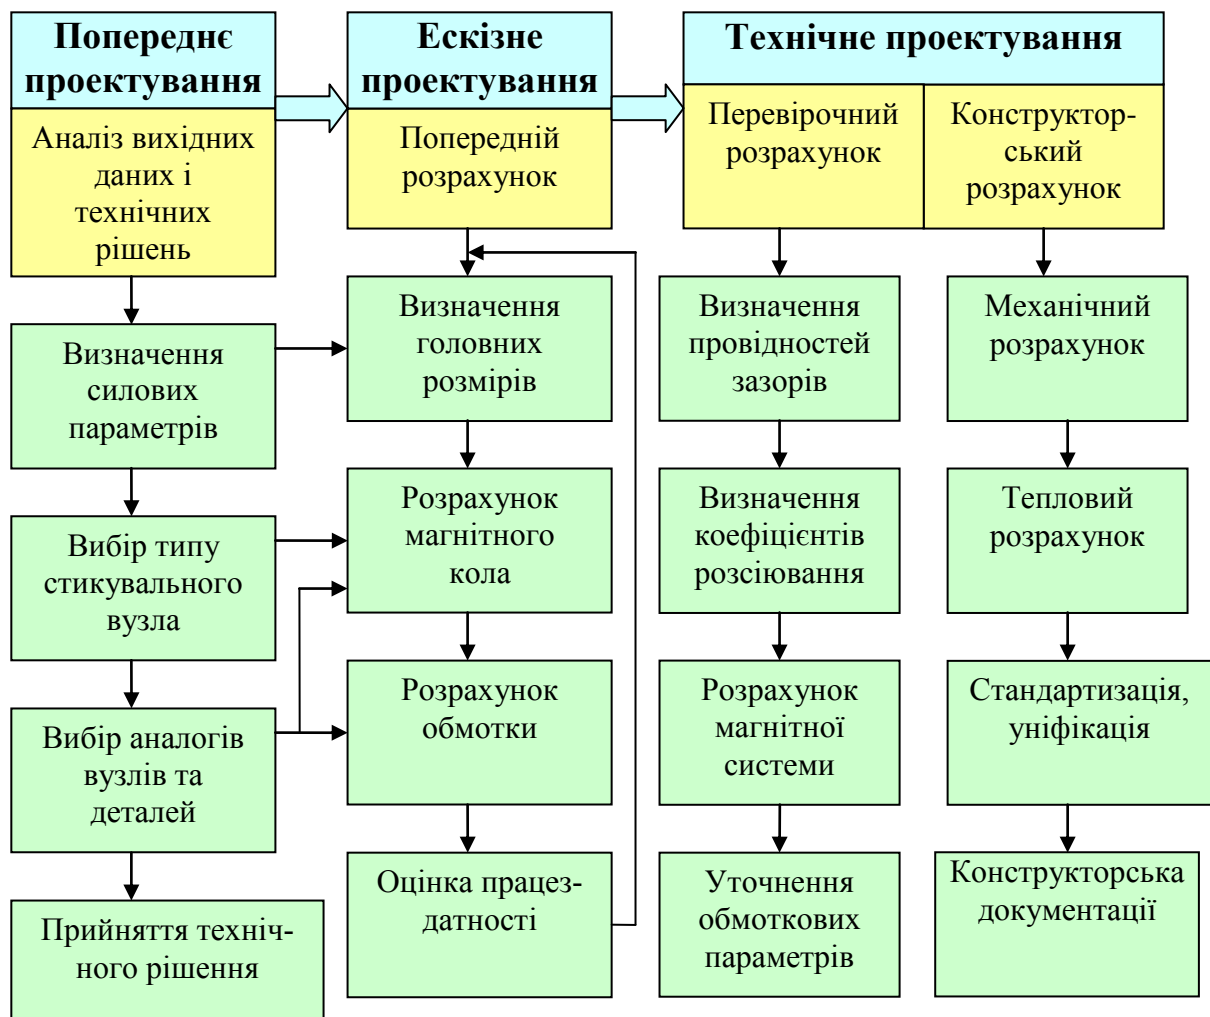 Попереднє
проектування
Аналіз вихідних
даних і
технічних
рішень
Визначення
силових
параметрів
Вибір типу
стикувального
вузла
Вибір аналогів
вузлів та
деталей
Прийняття техніч-
ного рішення
Ескізне
проектування
Попередній
розрахунок
Визначення
головних
розмірів
Розрахунок
магнітного
кола
Розрахунок
обмотки
Оцінка працез-
датності
Технічне проектування
Перевірочний
розрахунок
Визначення
провідностей
зазорів
Визначення
коефіцієнтів
розсіювання
Розрахунок
магнітної
системи
Уточнення
обмоткових
параметрів
Конструктор-
ський
розрахунок
Механічний
розрахунок
Тепловий
розрахунок
Стандартизація,
уніфікація
Конструкторська
документації